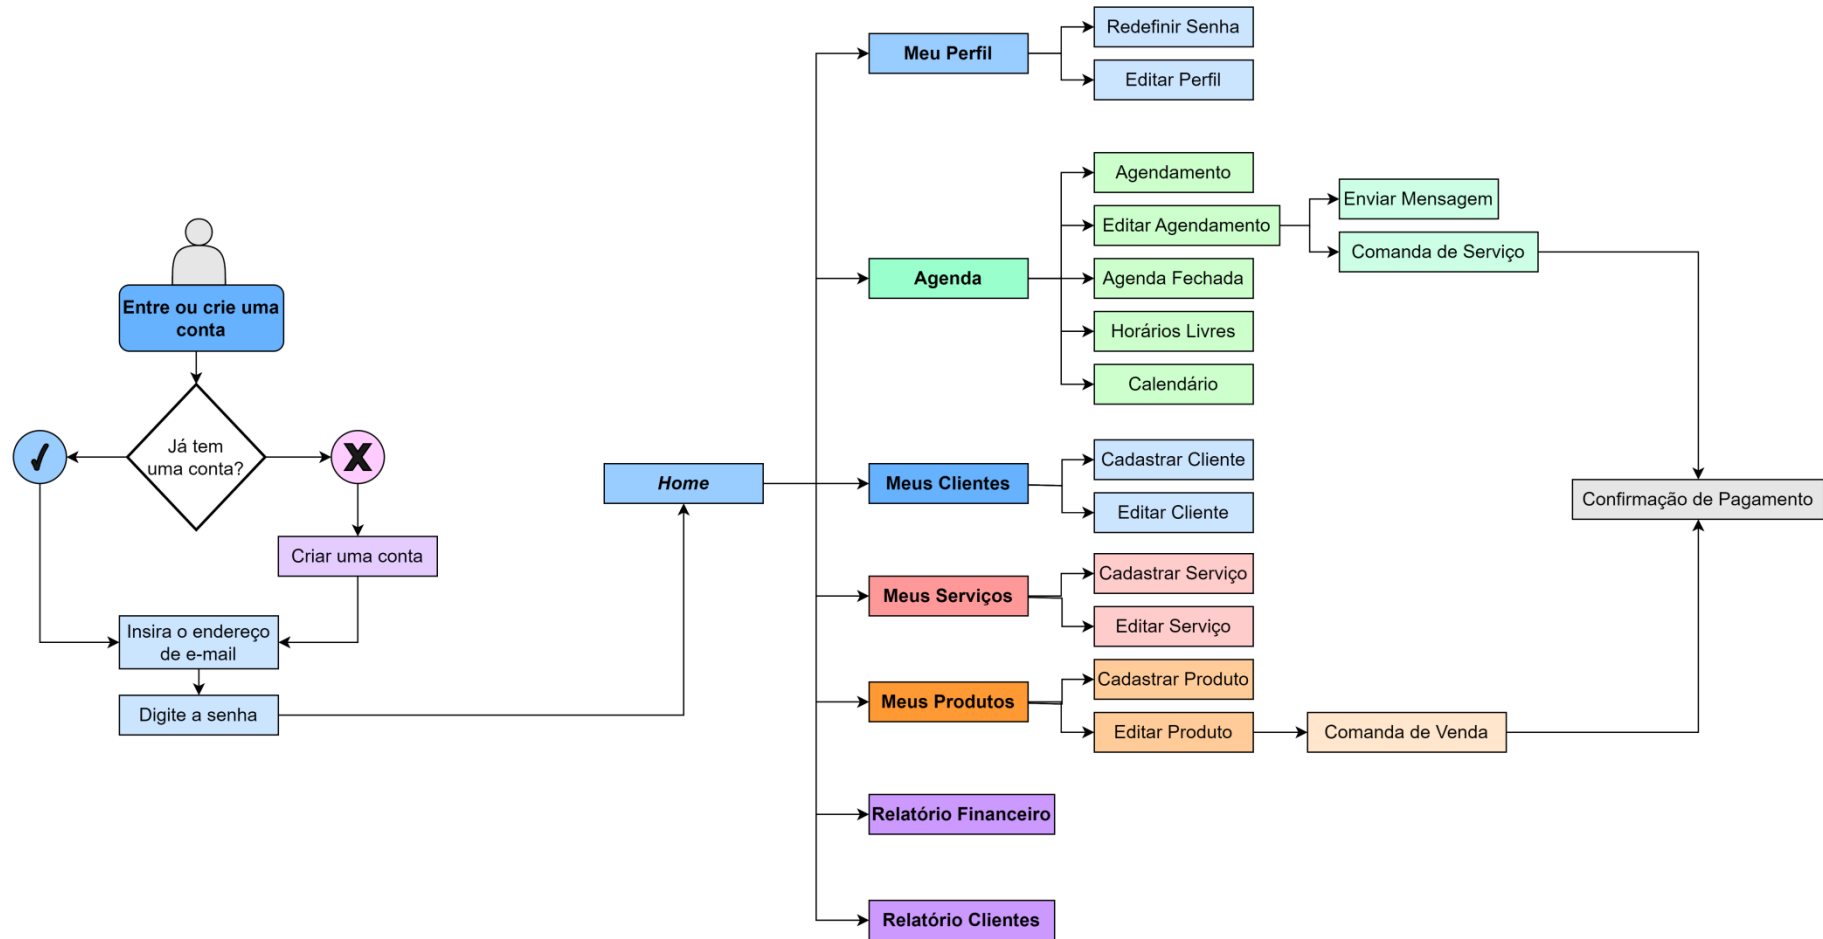 Entre ou crie uma
conta
Já tem
uma conta?
Criar uma conta
Insira o endereço
de e-mail
Digite a senha
Home
Meu Perfil
Redefinir Senha
Editar Perfil
Agenda
Agendamento
Editar Agendamento
Enviar Mensagem
Comanda de Serviço
Agenda Fechada
Horários Livres
Calendário
Meus Clientes
Cadastrar Cliente
Editar Cliente
Meus Serviços
Cadastrar Serviço
Editar Serviço
Meus Produtos
Cadastrar Produto
Editar Produto
Comanda de Venda
Confirmação de Pagamento
Relatório Financeiro
Relatório Clientes